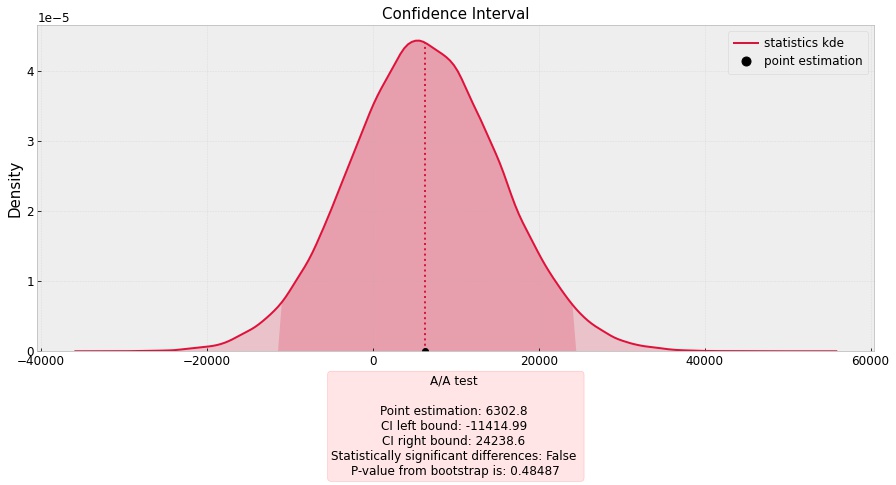 Confidence Interval
1e−5
statistics kde
point estimation
Density
4
3
2
1
0
−40000 −20000 0 20000 40000 60000
A/A test
Point estimation: 6302.8
CI left bound: -11414.99
CI right bound: 24238.6
Statistically significant differences: False
P-value from bootstrap is: 0.48487